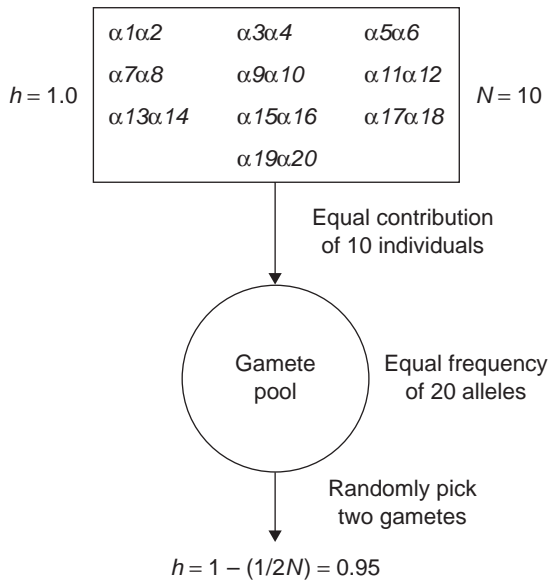 α1α2 α3α4 α5α6
α7α8 α9α10 α11α12
h = 1.0 N = 10
α13α14 α15α16 α17α18
α19α20
Equal contribution
of 10 individuals
Gamete
pool
Equal frequency
of 20 alleles
Randomly pick
two gametes
h = 1 − (1/2N) = 0.95